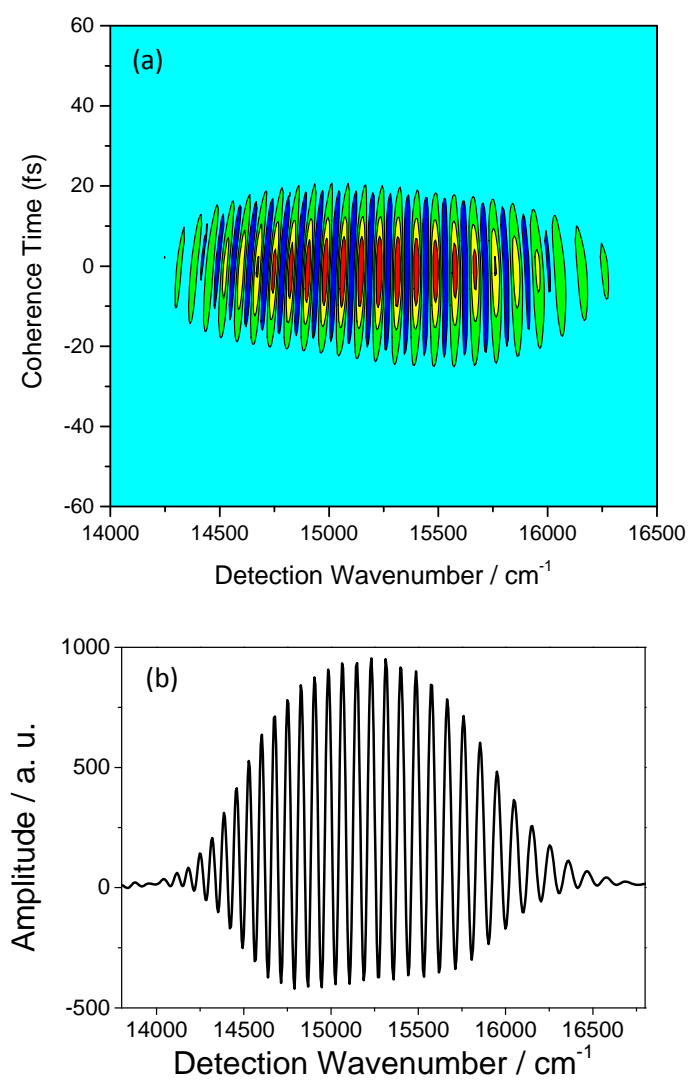 (a)
Coherence Time (fs)
60
40
20
0
-20
-40
-60
14000 14500 15000 15500 16000 16500
Detection Wavenumber / cm⁻¹
(b)
Amplitude / a. u.
1000
500
0
-500
14000 14500 15000 15500 16000 16500
Detection Wavenumber / cm⁻¹